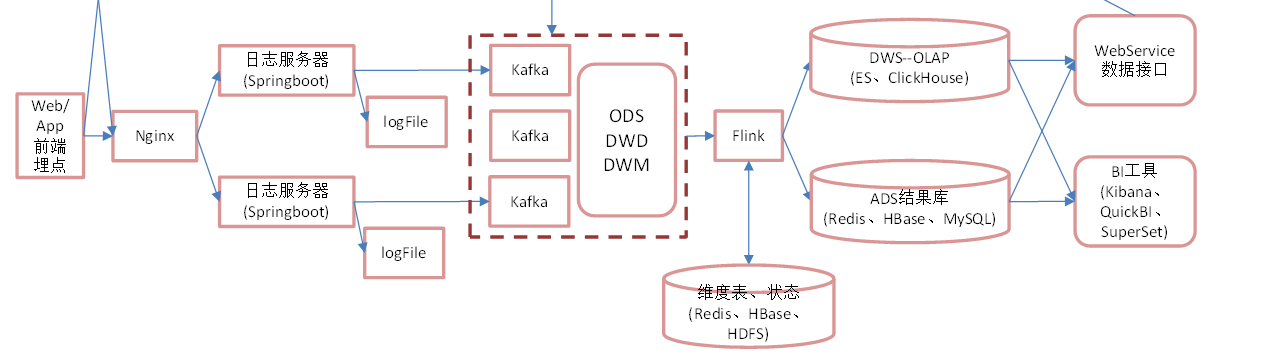 Web/
App
前端
埋点
Nginx
日志服务器
(Springboot)
logFile
日志服务器
(Springboot)
logFile
Kafka
Kafka
Kafka
ODS
DWD
DWM
Flink
维度表、状态
(Redis、HBase、
HDFS)
DWS--OLAP
(ES、ClickHouse)
ADS结果库
(Redis、HBase、MySQL)
WebService
数据接口
BI工具
(Kibana、
QuickBI、
SuperSet)